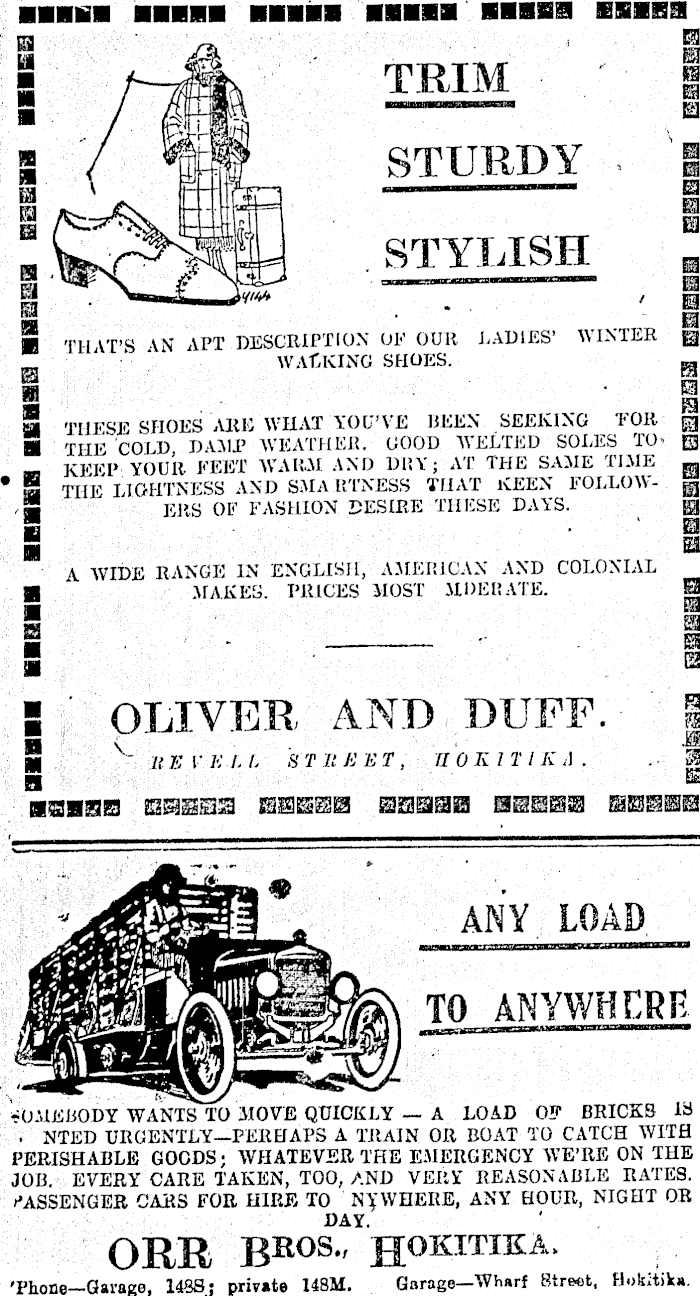 TRIM
STURDY
STYLISH
4144
THAT'S AN APT DESCRIPTION OF OUR LADIES' WINTER
WALKING SHOES.
THESE SHOES ARE WHAT YOU'VE BEEN SEEKING FOR
THE COLD, DAMP WEATHER. GOOD WELTED SOLES TO
KEEP YOUR FEET WARM AND DRY; AT THE SAME TIME
THE LIGHTNESS AND SMARTNESS THAT KEEN FOLLOW-
ERS OF FASHION DESIRE THESE DAYS.
A WIDE RANGE IN ENGLISH, AMERICAN AND COLONIAL
MAKES. PRICES MOST MDERATE.
OLIVER AND DUFF.
REVELL STREET, HOKITIKA.
ANY LOAD
TO ANYWHERE
SOMEBODY WANTS TO MOVE QUICKLY — A LOAD OF BRICKS IS
NTED URGENTLY—PERHAPS A TRAIN OR BOAT TO CATCH WITH
PERISHABLE GOODS; WHATEVER THE EMERGENCY WE'RE ON THE
JOB. EVERY CARE TAKEN, TOO, AND VERY REASONABLE RATES.
PASSENGER CARS FOR HIRE TO NYWHERE, ANY HOUR, NIGHT OR
DAY.
ORR BROS., HOKITIKA.
'Phone—Garage, 148S; private 148M. Garage—Wharf Street, Hokitika.